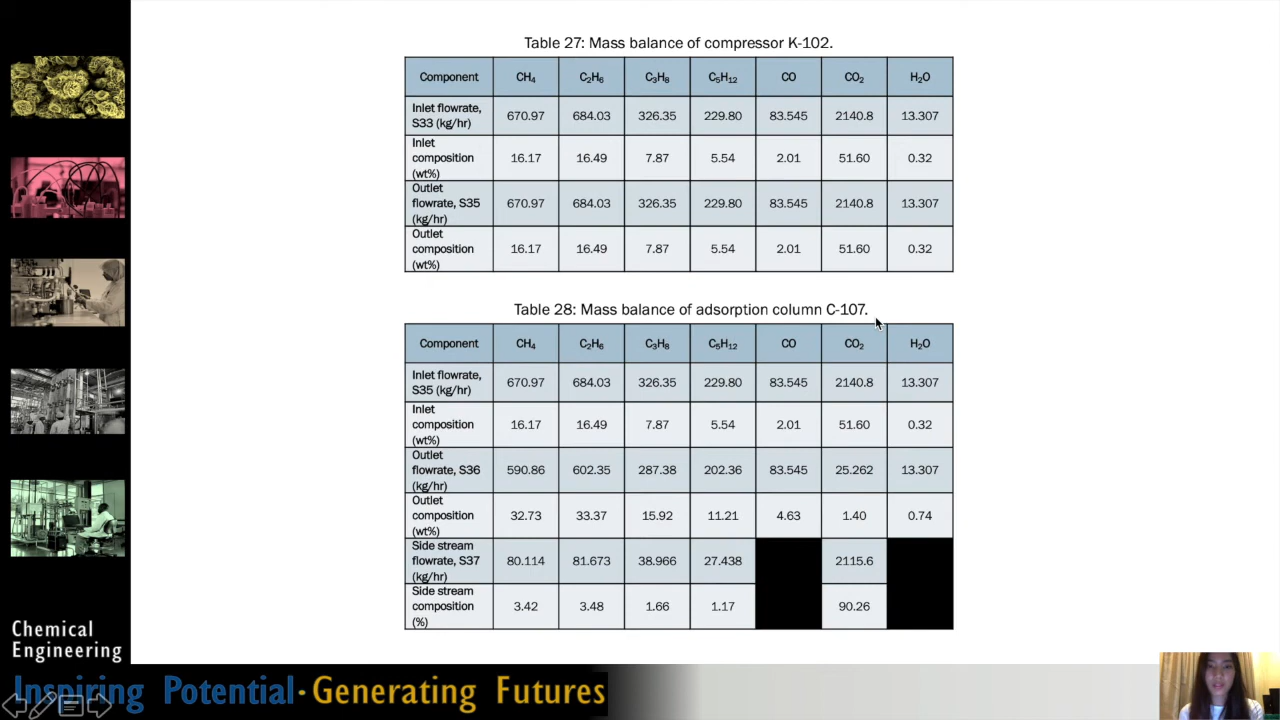 Table 27: Mass balance of compressor K-102.
Component CH₄ C₂H₆ C₃H₈ C₅H₁₂ CO CO₂ H₂O
Inlet flowrate, S33 (kg/hr) 670.97 684.03 326.35 229.80 83.545 2140.8 13.307
Inlet composition (wt%) 16.17 16.49 7.87 5.54 2.01 51.60 0.32
Outlet flowrate, S35 (kg/hr) 670.97 684.03 326.35 229.80 83.545 2140.8 13.307
Outlet composition (wt%) 16.17 16.49 7.87 5.54 2.01 51.60 0.32
Table 28: Mass balance of adsorption column C-107.
Component CH₄ C₂H₆ C₃H₈ C₅H₁₂ CO CO₂ H₂O
Inlet flowrate, S35 (kg/hr) 670.97 684.03 326.35 229.80 83.545 2140.8 13.307
Inlet composition (wt%) 16.17 16.49 7.87 5.54 2.01 51.60 0.32
Outlet flowrate, S36 (kg/hr) 590.86 602.35 287.38 202.36 83.545 25.262 13.307
Outlet composition (wt%) 32.73 33.37 15.92 11.21 4.63 1.40 0.74
Side stream flowrate, S37 (kg/hr) 80.114 81.673 38.966 27.438 2115.6
Side stream composition (%) 3.42 3.48 1.66 1.17 90.26
Chemical
Engineering
Inspiring Potential · Generating Futures